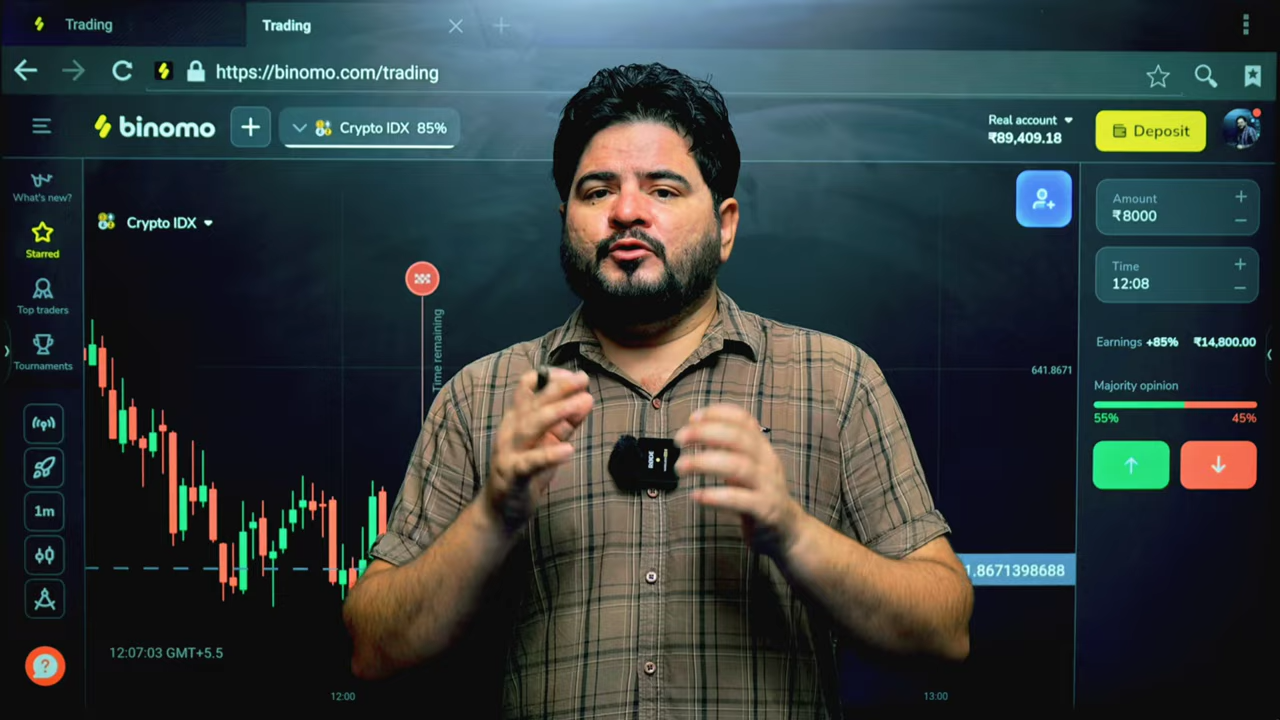 Trading
Trading
https://binomo.com/trading
binomo
Crypto IDX 85%
Real account
₹89,409.18
Deposit
What's new?
Starred
Top traders
Tournaments
1m
Crypto IDX
Time remaining
Amount
₹8000
Time
12:08
Earnings +85% ₹14,800.00
Majority opinion
55% 45%
641.8671
1.8671398688
12:07:03 GMT+5.5
12:00
13:00
RODE